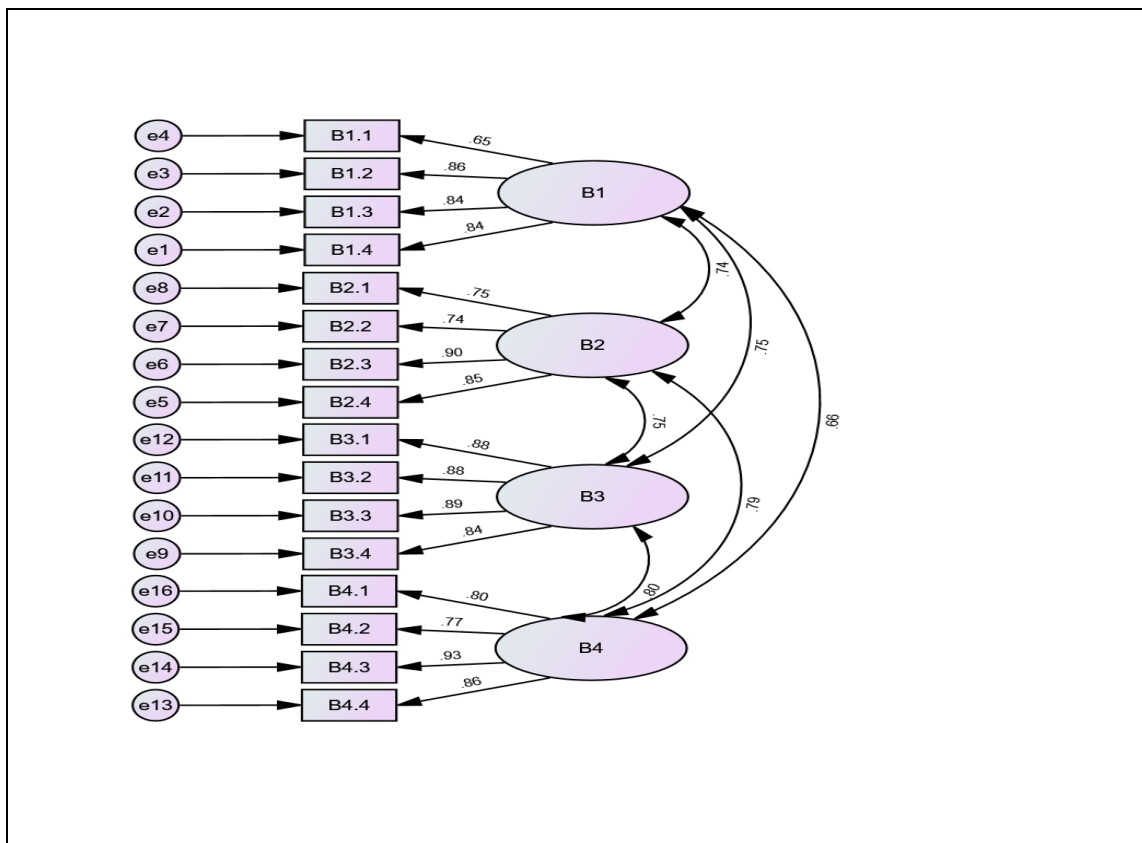 e4 B1.1 .65
e3 B1.2 .86
B1
e2 B1.3 .84
e1 B1.4 .84
.74
e8 B2.1 .75
e7 B2.2 .74
B2
.75
e6 B2.3 .90
e5 B2.4 .85
.75
.66
e12 B3.1 .88
e11 B3.2 .88
B3
.79
e10 B3.3 .89
e9 B3.4 .84
e16 B4.1 .80
.80
e15 B4.2 .77
B4
e14 B4.3 .93
e13 B4.4 .86